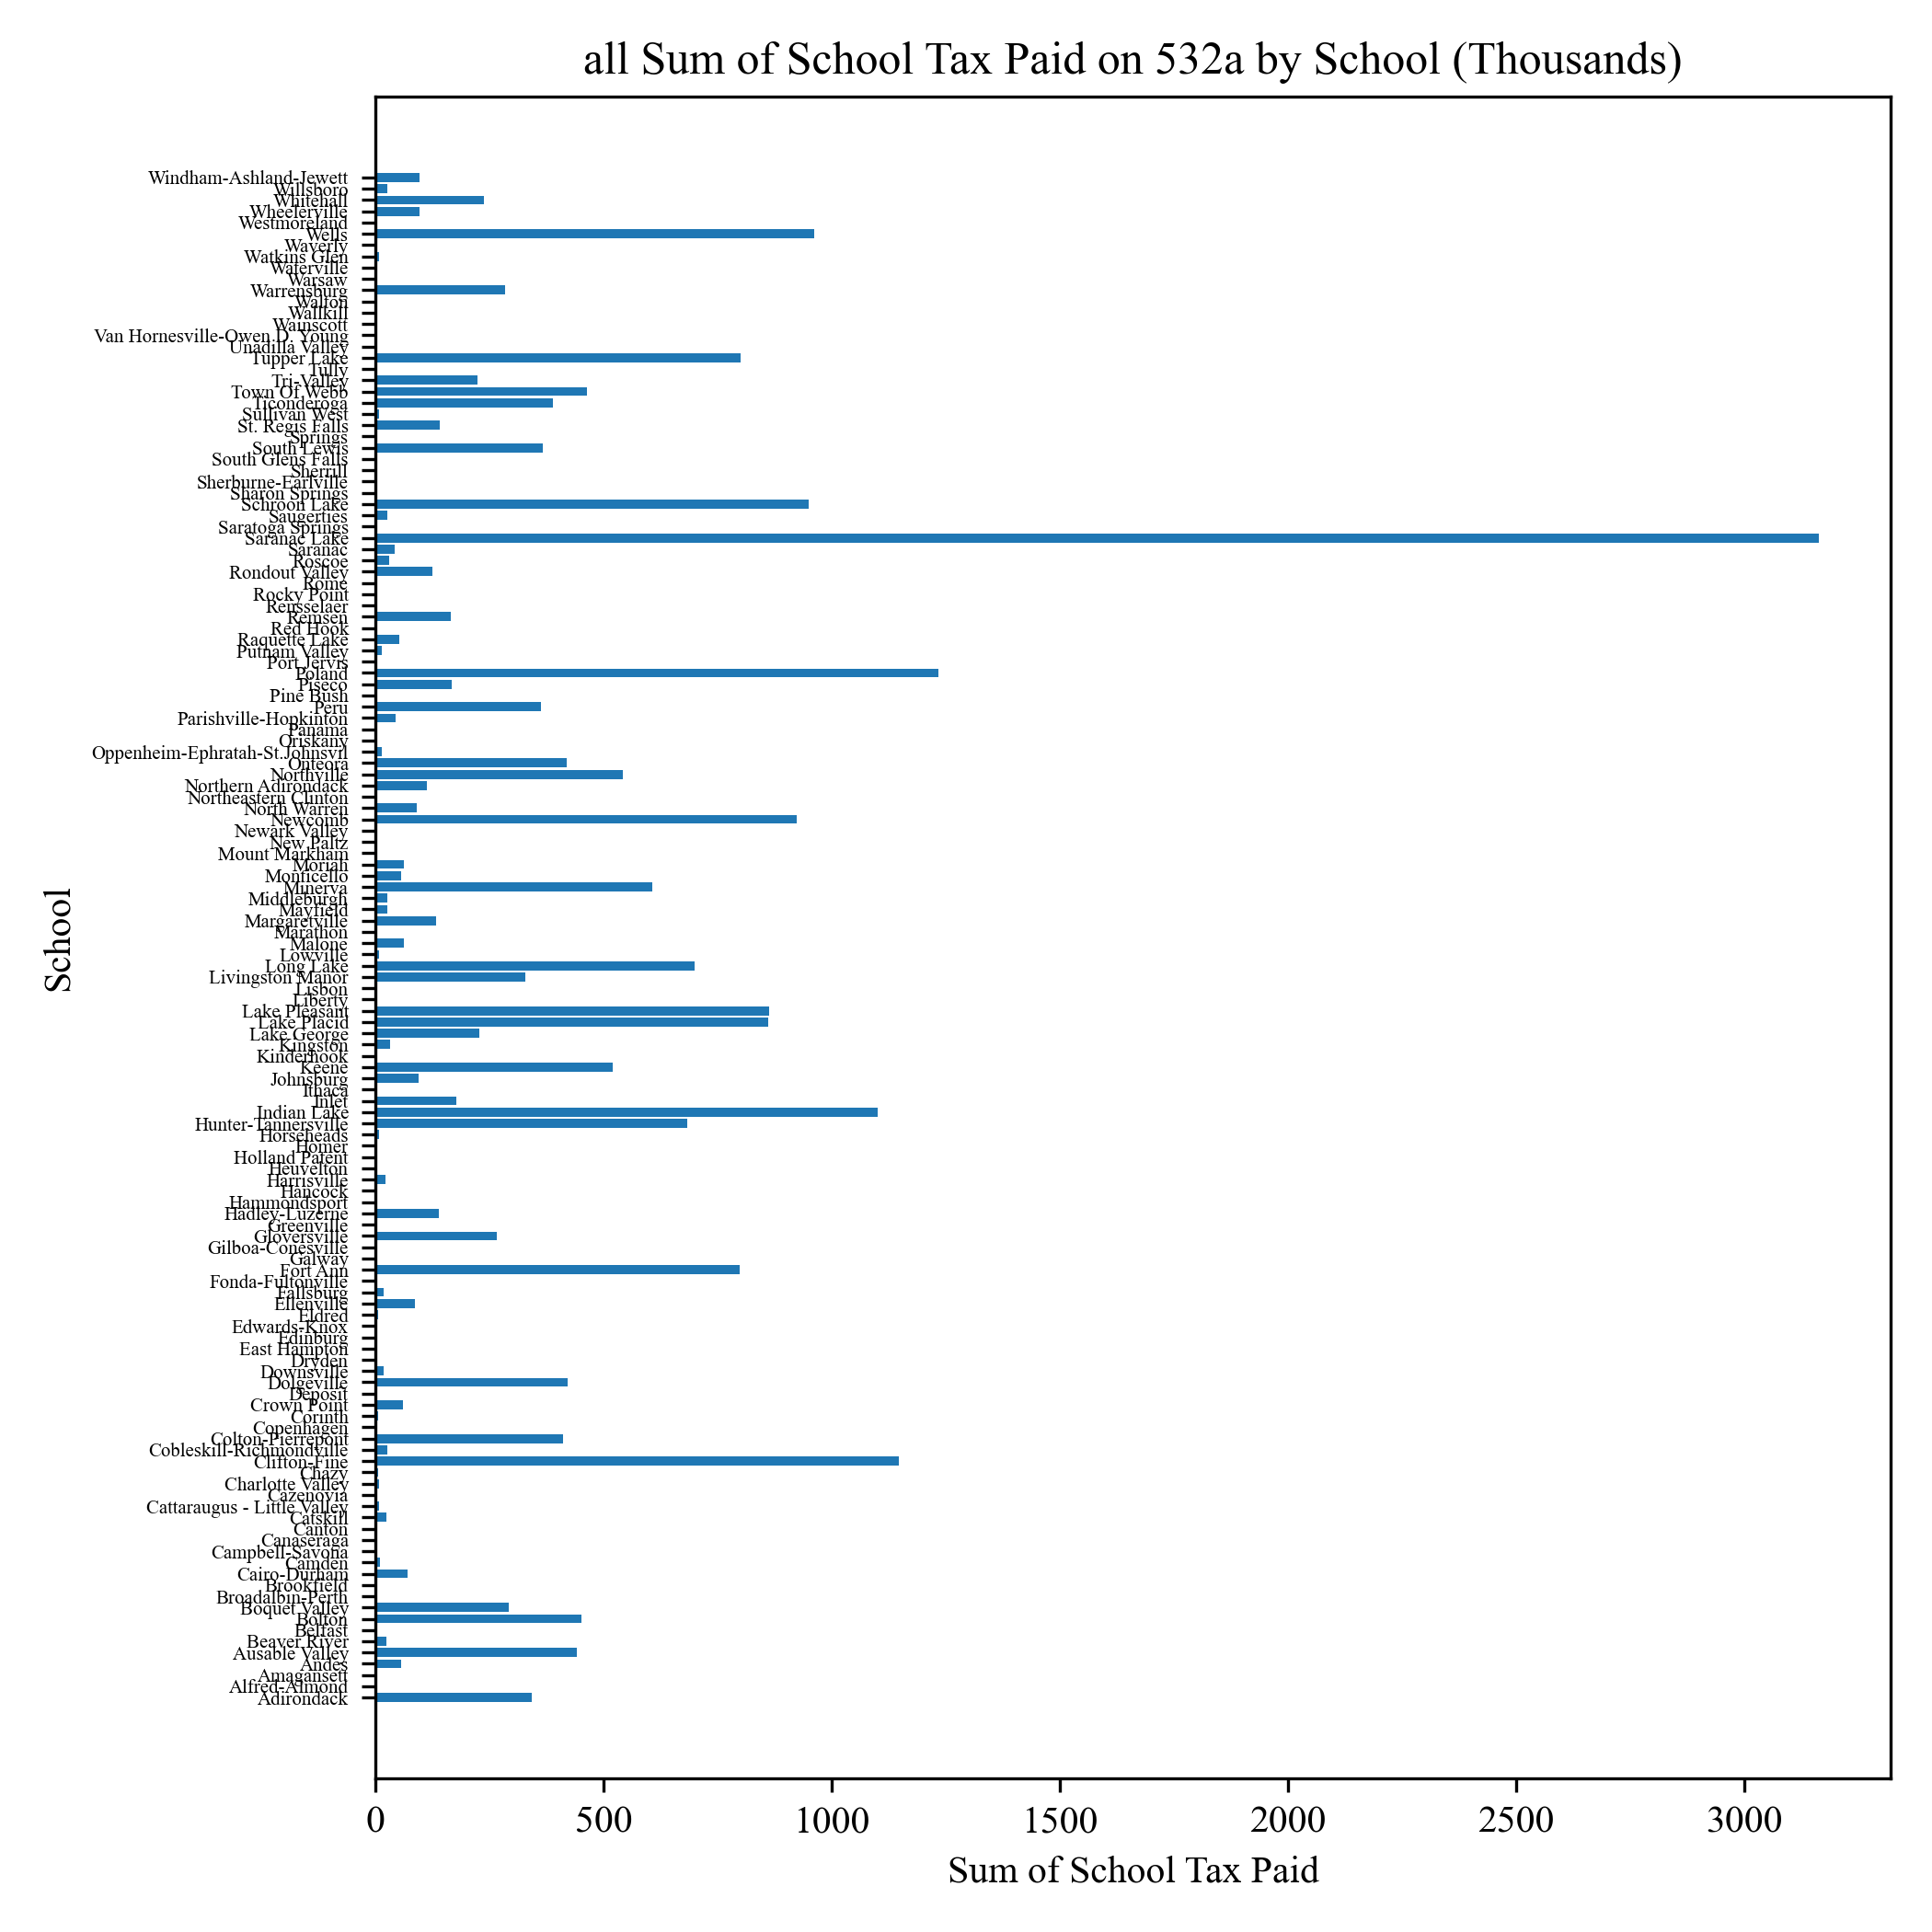 all Sum of School Tax Paid on 532a by School (Thousands)
School
Windham-Ashland-Jewett
Willsboro
Whitehall
Wheelerville
Westmoreland
Wells
Waverly
Watkins Glen
Waterville
Warsaw
Warrensburg
Walton
Wallkill
Wainscott
Van Hornesville-Owen D. Young
Unadilla Valley
Tupper Lake
Tully
Tri-Valley
Town Of Webb
Ticonderoga
Sullivan West
St. Regis Falls
Springs
South Lewis
South Glens Falls
Sherrill
Sherburne-Earlville
Sharon Springs
Schroon Lake
Saugerties
Saratoga Springs
Saranac Lake
Saranac
Roscoe
Rondout Valley
Rome
Rocky Point
Rensselaer
Remsen
Red Hook
Raquette Lake
Putnam Valley
Port Jervis
Poland
Piseco
Pine Bush
Peru
Parishville-Hopkinton
Panama
Oriskany
Oppenheim-Ephratah-St.Johnsvil
Onteora
Northville
Northern Adirondack
Northeastern Clinton
North Warren
Newcomb
Newark Valley
New Paltz
Mount Markham
Moriah
Monticello
Minerva
Middleburgh
Mayfield
Margaretville
Marathon
Malone
Lowville
Long Lake
Livingston Manor
Lisbon
Liberty
Lake Pleasant
Lake Placid
Lake George
Kingston
Kinderhook
Keene
Johnsburg
Ithaca
Inlet
Indian Lake
Hunter-Tannersville
Horseheads
Homer
Holland Patent
Heuvelton
Harrisville
Hancock
Hammondsport
Hadley-Luzerne
Greenville
Gloversville
Gilboa-Conesville
Galway
Fort Ann
Fonda-Fultonville
Fallsburg
Ellenville
Eldred
Edwards-Knox
Edinburg
East Hampton
Dryden
Downsville
Dolgeville
Deposit
Crown Point
Corinth
Copenhagen
Colton-Pierrepont
Cobleskill-Richmondville
Clifton-Fine
Chazy
Charlotte Valley
Cazenovia
Cattaraugus - Little Valley
Catskill
Canton
Canaseraga
Campbell-Savona
Camden
Cairo-Durham
Brookfield
Broadalbin-Perth
Boquet Valley
Bolton
Belfast
Beaver River
Ausable Valley
Andes
Amagansett
Alfred-Almond
Adirondack
0 500 1000 1500 2000 2500 3000
Sum of School Tax Paid